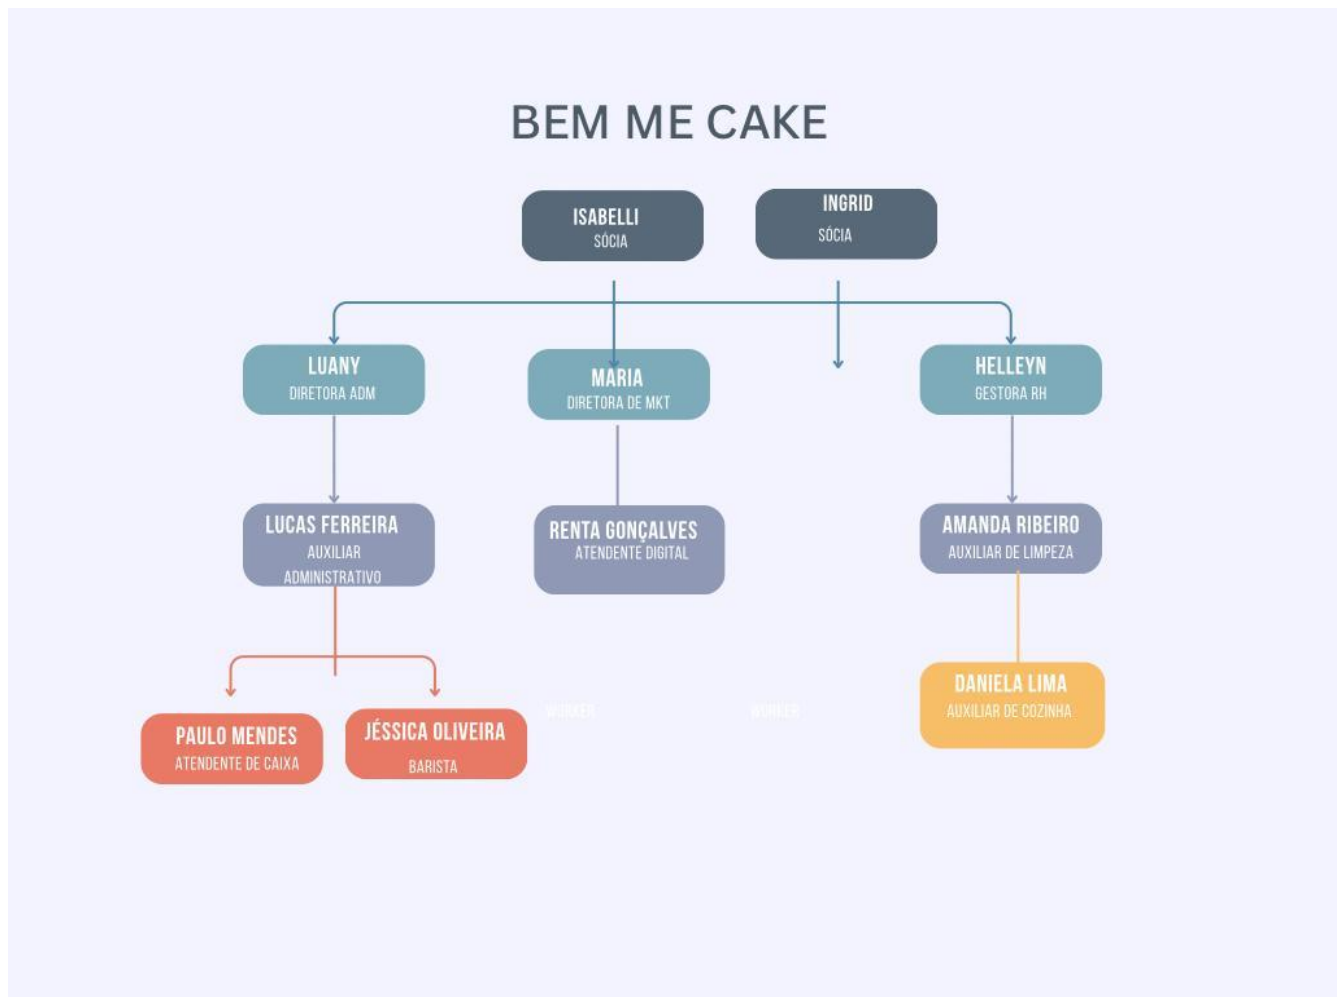 BEM ME CAKE
ISABELLI
SÓCIA
INGRID
SÓCIA
LUANY
DIRETORA ADM
MARIA
DIRETORA DE MKT
HELLEYN
GESTORA RH
LUCAS FERREIRA
AUXILIAR
ADMINISTRATIVO
RENTA GONÇALVES
ATENDENTE DIGITAL
AMANDA RIBEIRO
AUXILIAR DE LIMPEZA
PAULO MENDES
ATENDENTE DE CAIXA
JÉSSICA OLIVEIRA
BARISTA
WORKER
WORKER
DANIELA LIMA
AUXILIAR DE COZINHA